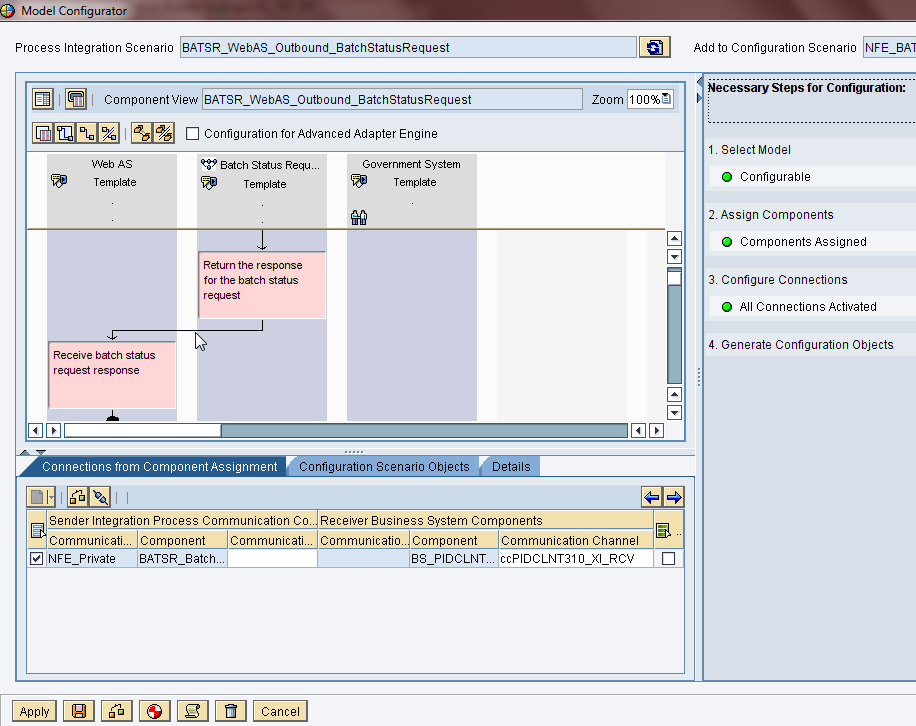 Model Configurator
Process Integration Scenario BATSR_WebAS_Outbound_BatchStatusRequest Add to Configuration Scenario NFE_BAT
Component View BATSR_WebAS_Outbound_BatchStatusRequest Zoom 100%
Configuration for Advanced Adapter Engine
Web AS
Template
.
.
Batch Status Requ...
Template
.
.
Government System
Template
.
Return the response
for the batch status
request
Receive batch status
request response
Necessary Steps for Configuration:
1. Select Model
Configurable
2. Assign Components
Components Assigned
3. Configure Connections
All Connections Activated
4. Generate Configuration Objects
Connections from Component Assignment Configuration Scenario Objects Details
Sender Integration Process Communication Co... Receiver Business System Components
Communicati... Component Communicati... Communicatio... Component Communication Channel ..
NFE_Private BATSR_Batch... BS_PIDCLNT... ccPIDCLNT310_XI_RCV
Apply Cancel